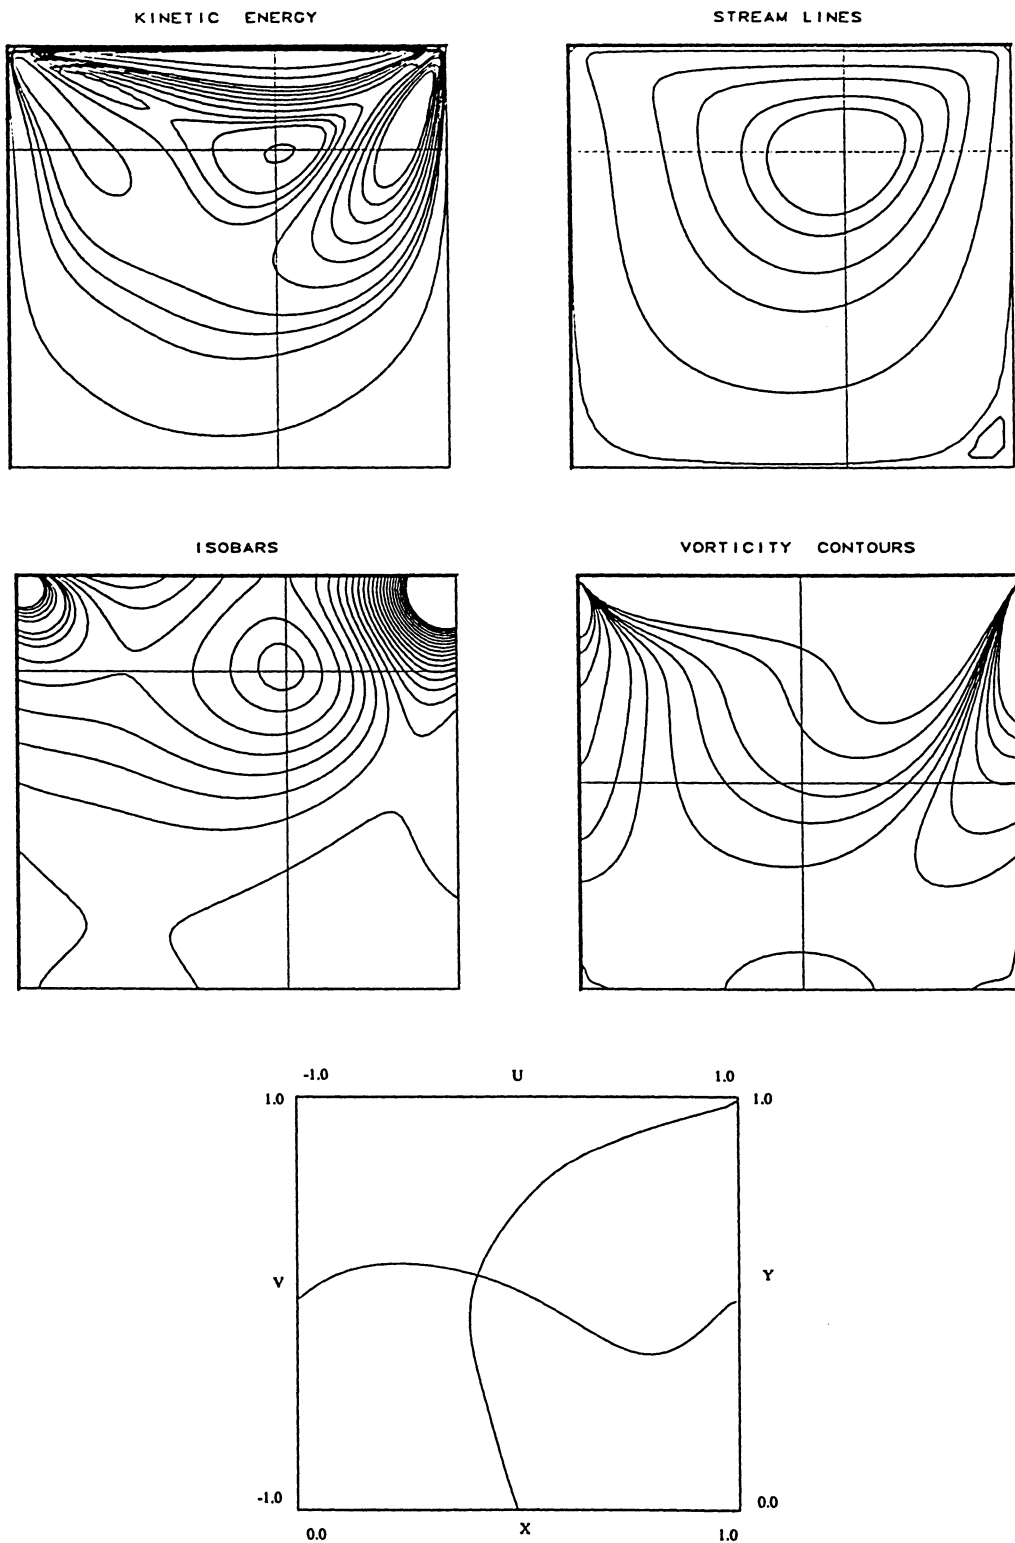 KINETIC ENERGY
STREAM LINES
ISOBARS
VORTICITY CONTOURS
-1.0 U 1.0
1.0 1.0
V Y
-1.0 0.0
0.0 X 1.0